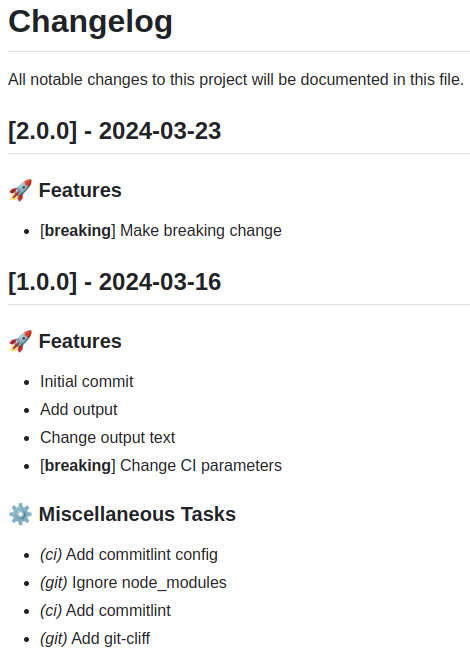 Changelog
All notable changes to this project will be documented in this file.
[2.0.0] - 2024-03-23
🚀 Features
• [breaking] Make breaking change
[1.0.0] - 2024-03-16
🚀 Features
• Initial commit
• Add output
• Change output text
• [breaking] Change CI parameters
⚙️ Miscellaneous Tasks
• (ci) Add commitlint config
• (git) Ignore node_modules
• (ci) Add commitlint
• (git) Add git-cliff